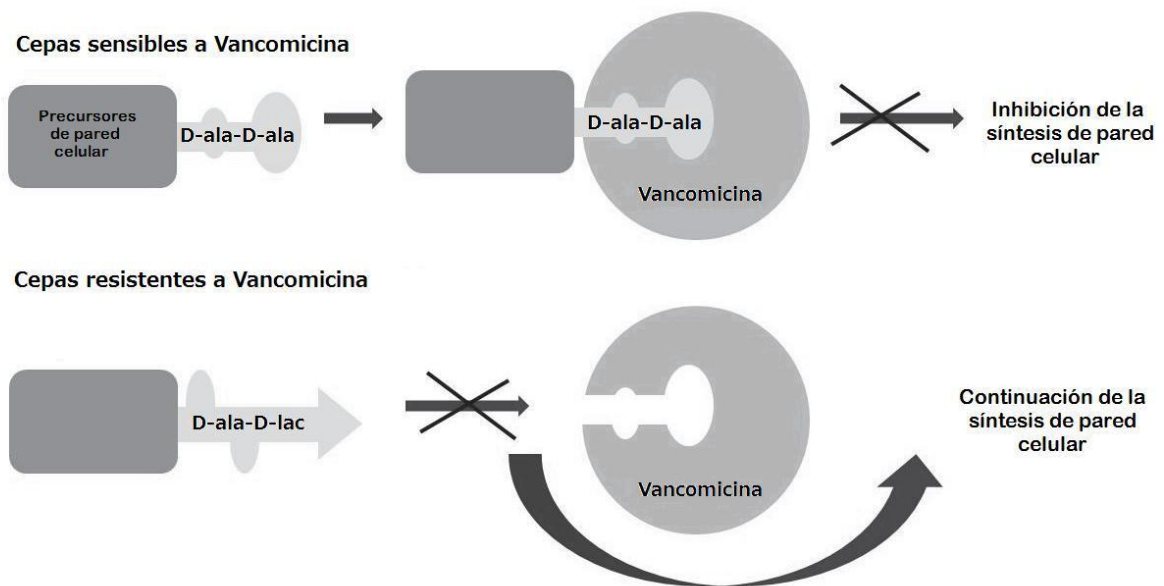 Cepas sensibles a Vancomicina
Precursores
de pared
celular
D-ala-D-ala
D-ala-D-ala
Vancomicina
Inhibición de la
síntesis de pared
celular
Cepas resistentes a Vancomicina
D-ala-D-lac
Vancomicina
Continuación de la
síntesis de pared
celular